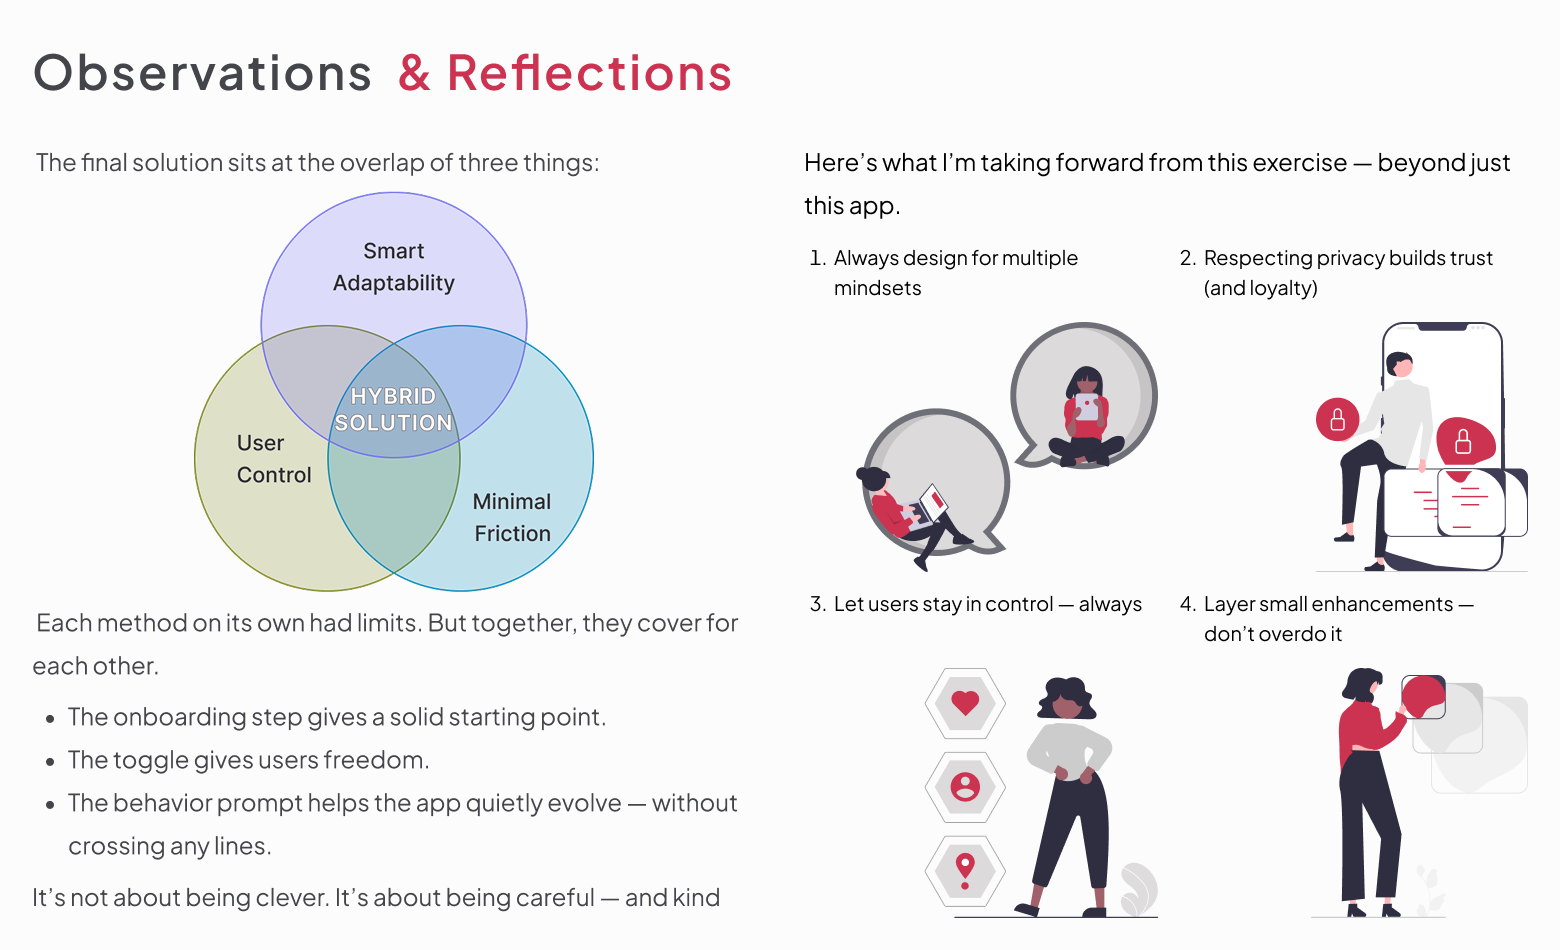 Observations & Reflections
The final solution sits at the overlap of three things:
Smart
Adaptability
HYBRID
SOLUTION
User
Control
Minimal
Friction
Each method on its own had limits. But together, they cover for
each other.
• The onboarding step gives a solid starting point.
• The toggle gives users freedom.
• The behavior prompt helps the app quietly evolve — without
crossing any lines.
It’s not about being clever. It’s about being careful — and kind
Here’s what I’m taking forward from this exercise — beyond just
this app.
1. Always design for multiple
mindsets
2. Respecting privacy builds trust
(and loyalty)
3. Let users stay in control — always
4. Layer small enhancements —
don’t overdo it